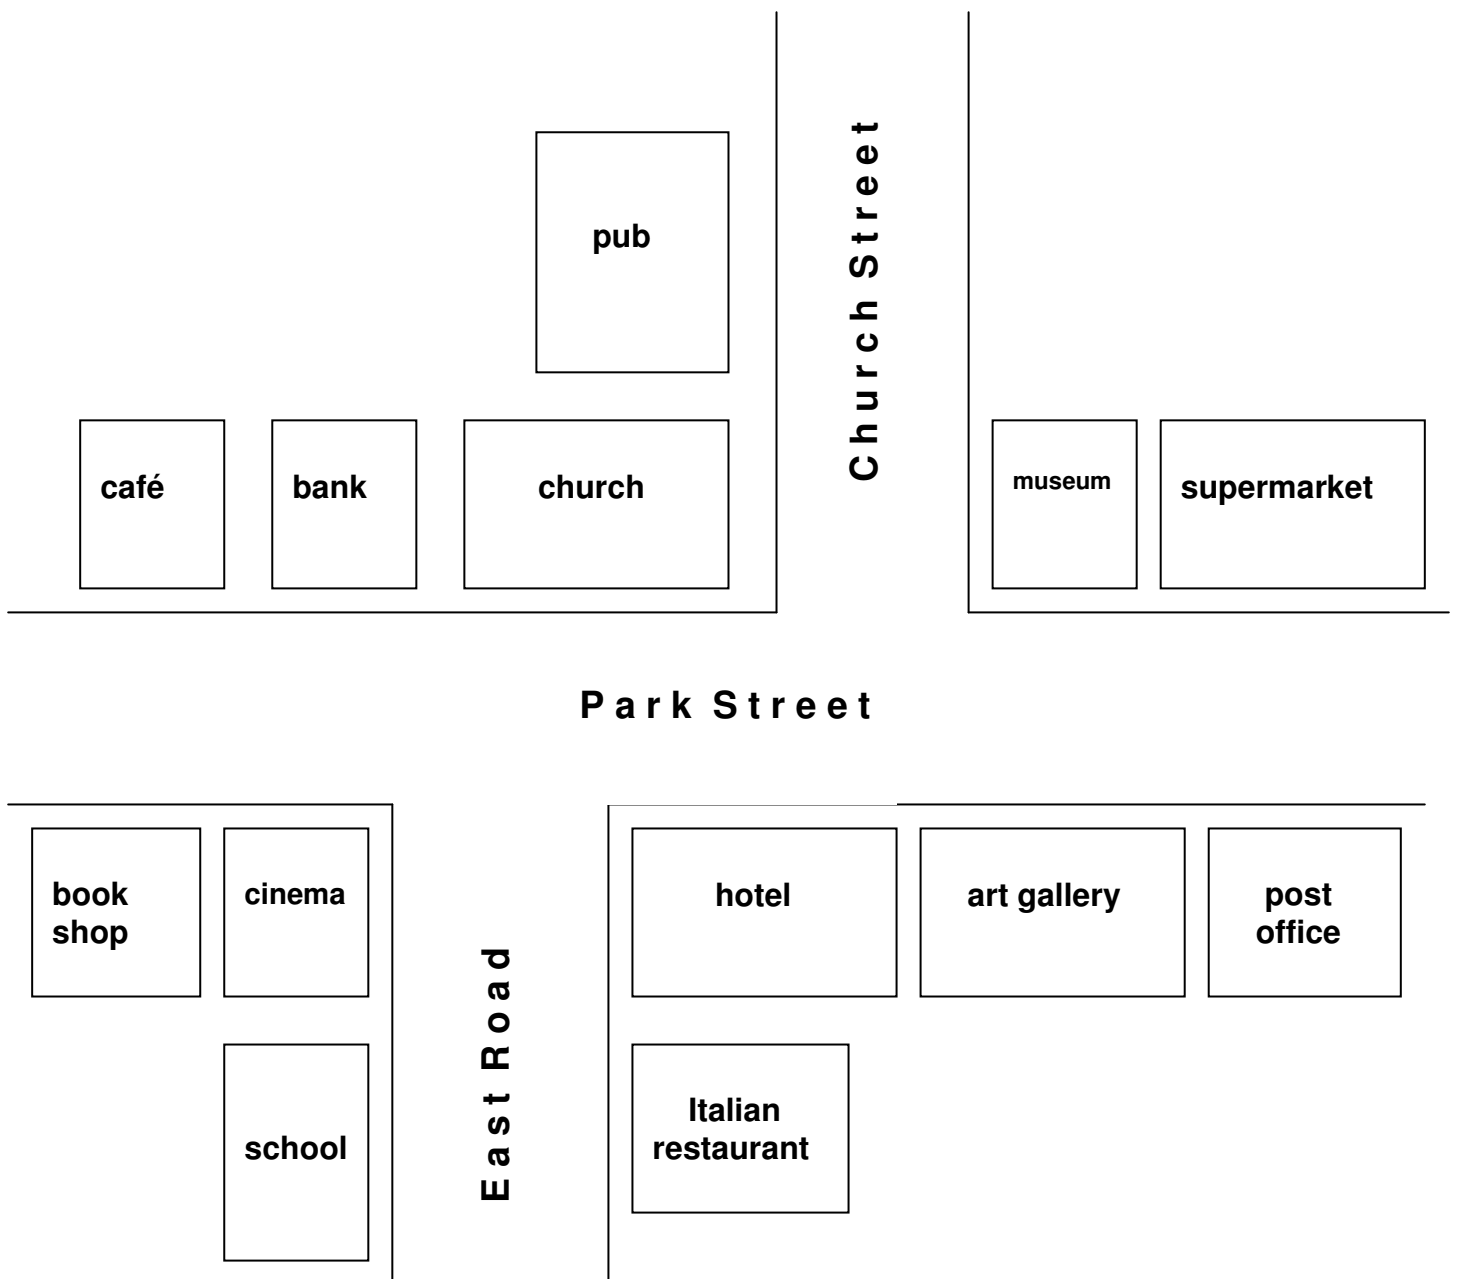 pub
Church Street
café
bank
church
museum
supermarket
Park Street
book
shop
cinema
hotel
art gallery
post
office
East Road
school
Italian
restaurant